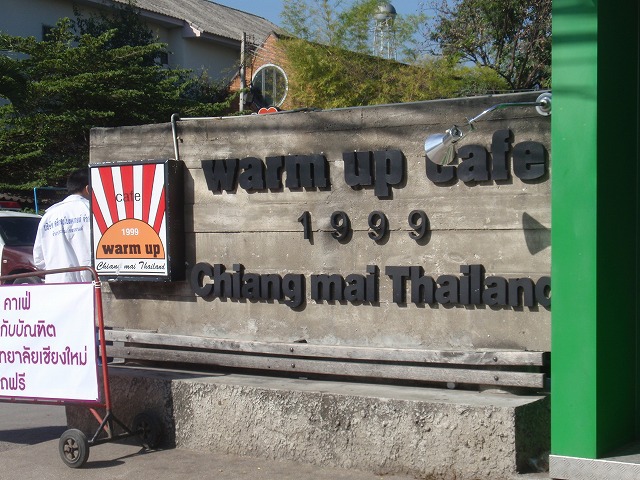 warm up cafe
1999
Chiang mai Thailand
cafe
1999
warm up
Chiang mai Thailand
คาเฟ่
กับบัณฑิต
ทยาลัยเชียงใหม่
ถฟรี